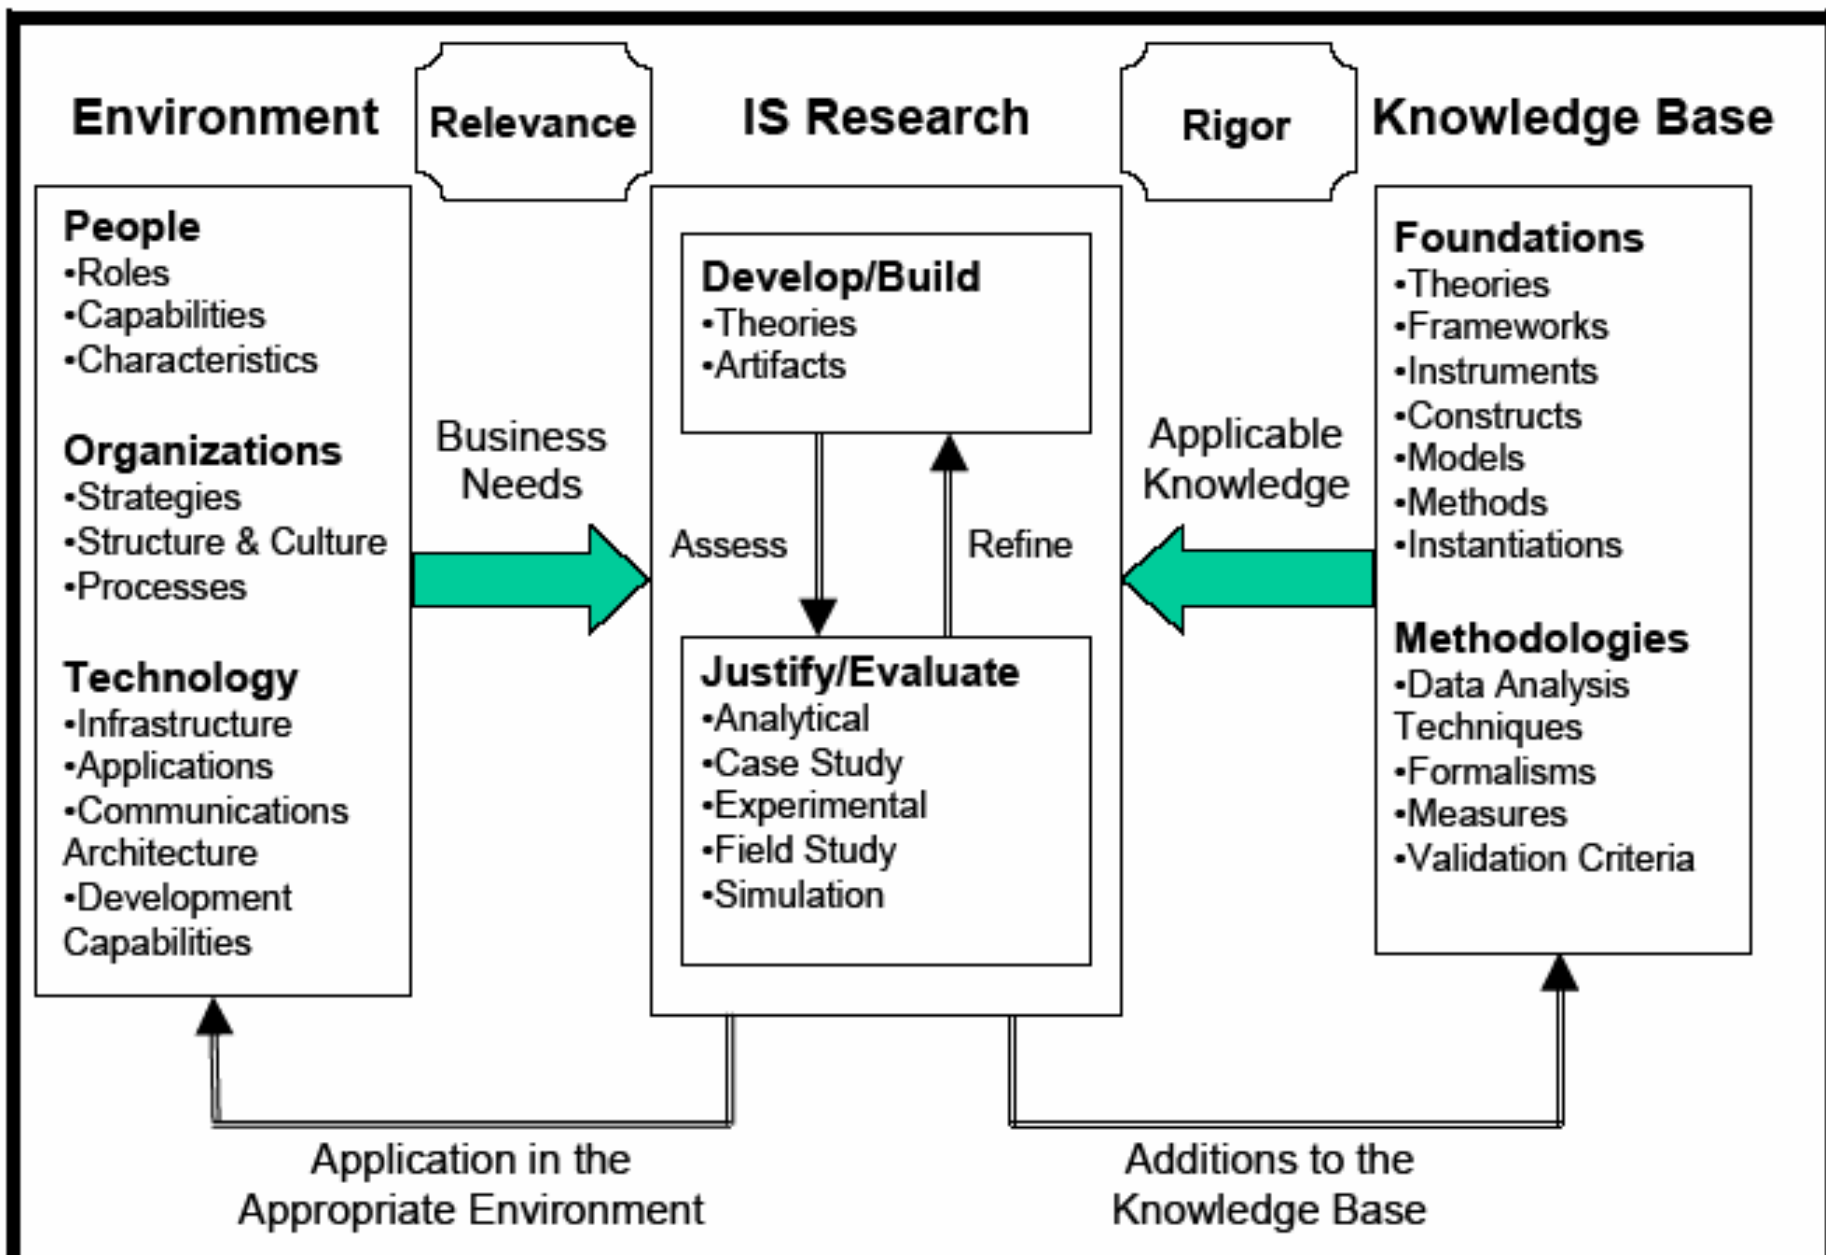 Environment
Relevance
IS Research
Rigor
Knowledge Base
People
•Roles
•Capabilities
•Characteristics
Organizations
•Strategies
•Structure & Culture
•Processes
Technology
•Infrastructure
•Applications
•Communications
Architecture
•Development
Capabilities
Business
Needs
Develop/Build
•Theories
•Artifacts
Assess
Refine
Justify/Evaluate
•Analytical
•Case Study
•Experimental
•Field Study
•Simulation
Applicable
Knowledge
Foundations
•Theories
•Frameworks
•Instruments
•Constructs
•Models
•Methods
•Instantiations
Methodologies
•Data Analysis
Techniques
•Formalisms
•Measures
•Validation Criteria
Application in the
Appropriate Environment
Additions to the
Knowledge Base